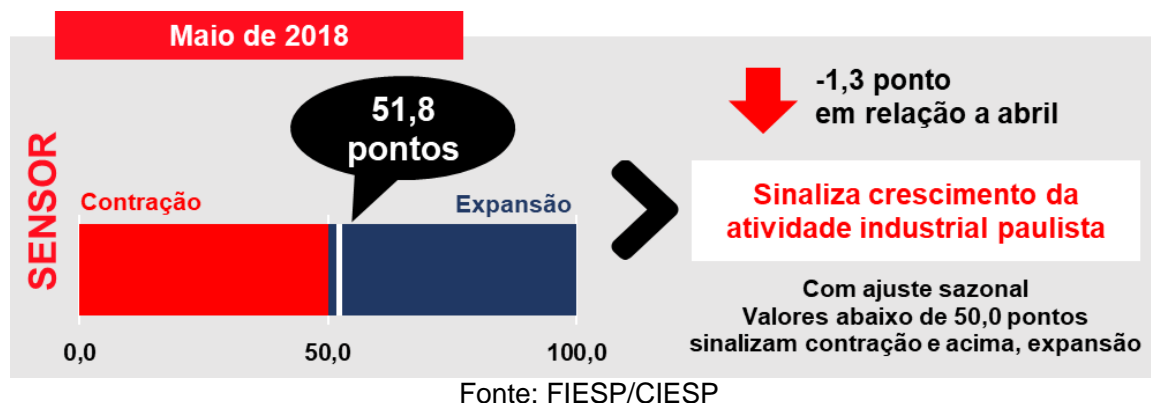 Maio de 2018
SENSOR
51,8
pontos
Contração
Expansão
0,0
50,0
100,0
-1,3 ponto
em relação a abril
Sinaliza crescimento da
atividade industrial paulista
Com ajuste sazonal
Valores abaixo de 50,0 pontos
sinalizam contração e acima, expansão
Fonte: FIESP/CIESP